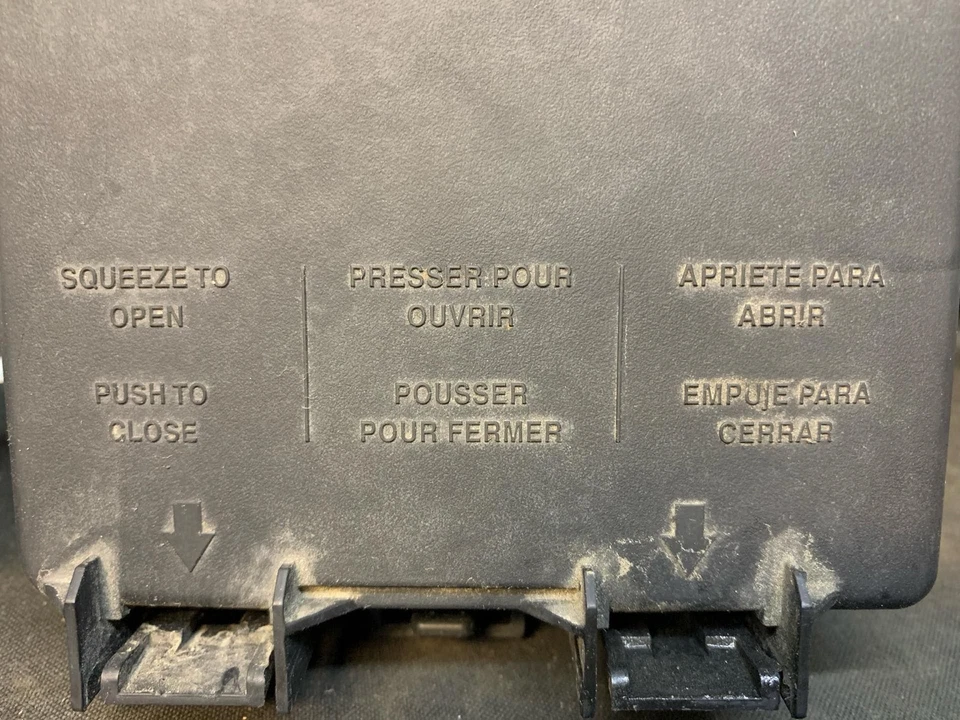 SQUEEZE TO
OPEN
PUSH TO
CLOSE
PRESSER POUR
OUVRIR
POUSSER
POUR FERMER
APRIETE PARA
ABRIR
EMPUJE PARA
CERRAR